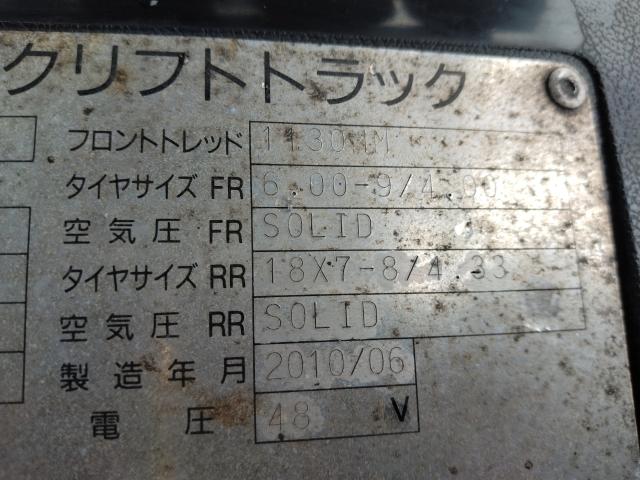 クリフトトラック
フロントトレッド 1130MM
タイヤサイズ FR 6.00-9/4.00
空気圧 FR SOLID
タイヤサイズ RR 18X7-8/4.33
空気圧 RR SOLID
製造年月 2010/06
電圧 48 V